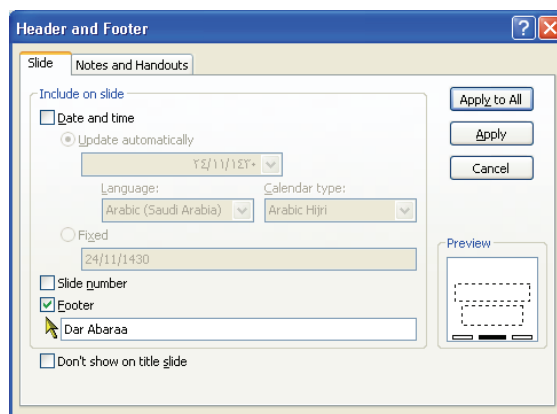 Header and Footer
Slide
Notes and Handouts
Include on slide
Date and time
Update automatically
٢٤/١١/١٤٣٠
Language:
Calendar type:
Arabic (Saudi Arabia)
Arabic Hijri
Fixed
24/11/1430
Slide number
Footer
Dar Abaraa
Don't show on title slide
Apply to All
Apply
Cancel
Preview